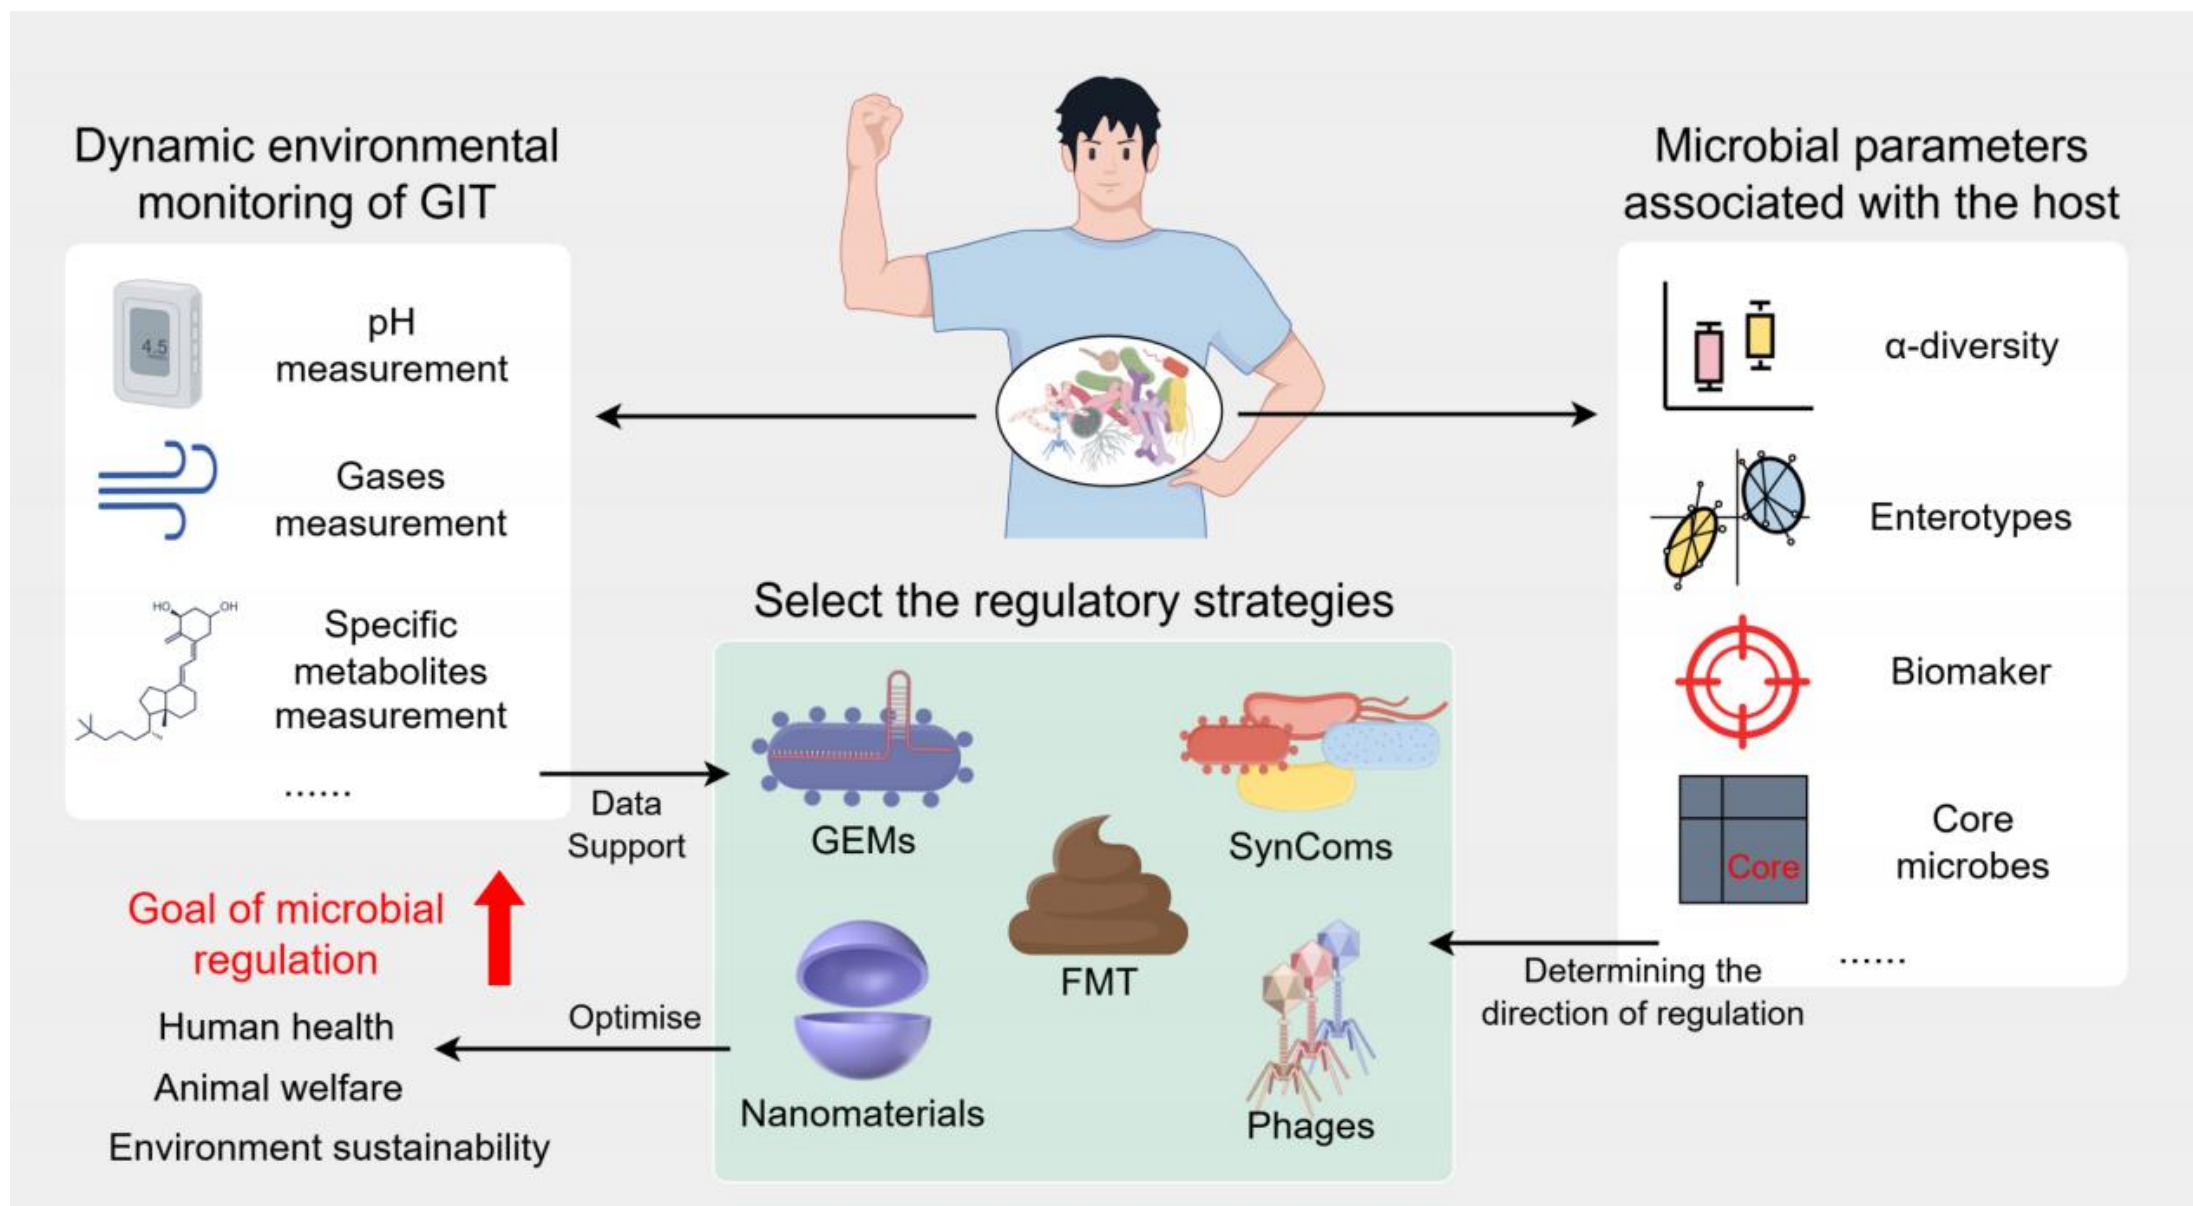 Dynamic environmental
monitoring of GIT
4.5
pH
measurement
Gases
measurement
HO
OH
Specific
metabolites
measurement
......
Microbial parameters
associated with the host
α-diversity
Enterotypes
Biomaker
Core
Core
microbes
......
Select the regulatory strategies
GEMs
SynComs
FMT
Nanomaterials
Phages
Data
Support
Determining the
direction of regulation
Optimise
Goal of microbial
regulation
Human health
Animal welfare
Environment sustainability